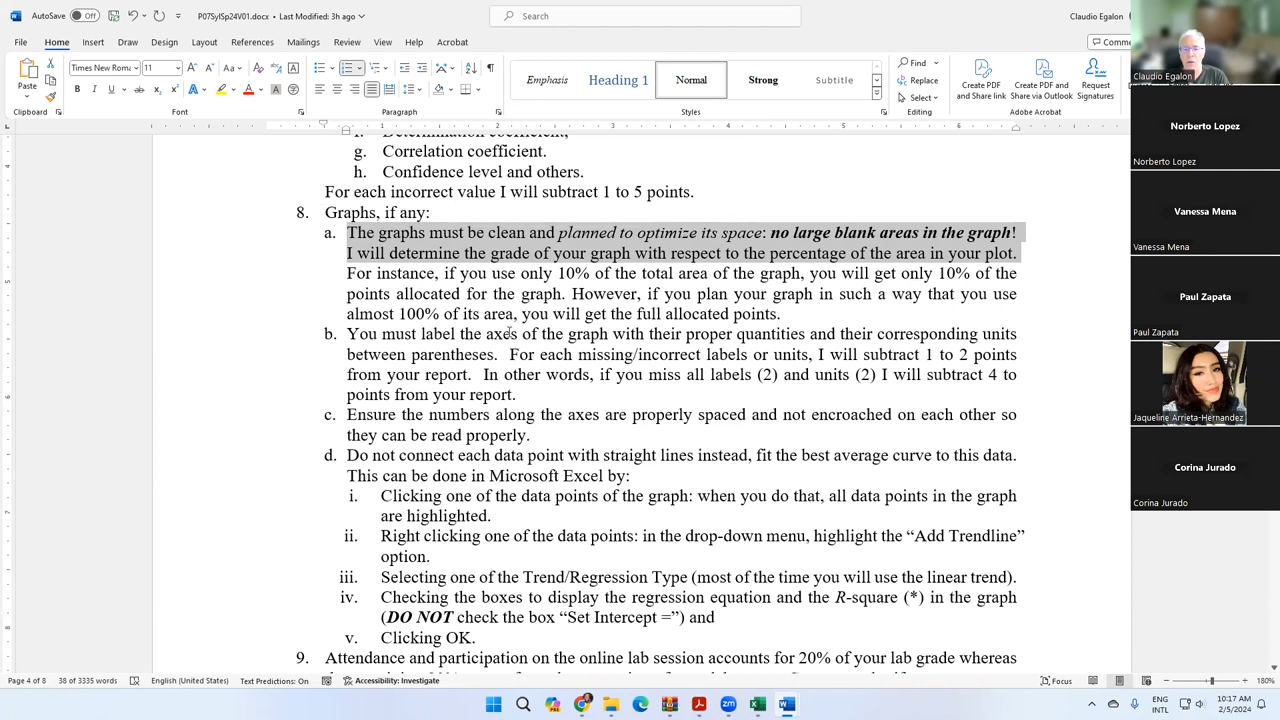 AutoSave Off P07SylSp24V01.docx • Last Modified: 3h ago Search Claudio Egalon
File Home Insert Draw Design Layout References Mailings Review View Help Acrobat
Times New Roma 11
Paste
B I U ab
Emphasis Heading 1 Normal Strong Subtitle
Find
Replace
Select
Create PDF and Share link
Create PDF and Share via Outlook
Request Signatures
Clipboard Font Paragraph Styles Editing Adobe Acrobat
g. Correlation coefficient.
h. Confidence level and others.
For each incorrect value I will subtract 1 to 5 points.
8. Graphs, if any:
a. The graphs must be clean and planned to optimize its space: no large blank areas in the graph!
I will determine the grade of your graph with respect to the percentage of the area in your plot.
For instance, if you use only 10% of the total area of the graph, you will get only 10% of the
points allocated for the graph. However, if you plan your graph in such a way that you use
almost 100% of its area, you will get the full allocated points.
b. You must label the axes of the graph with their proper quantities and their corresponding units
between parentheses. For each missing/incorrect labels or units, I will subtract 1 to 2 points
from your report. In other words, if you miss all labels (2) and units (2) I will subtract 4 to
points from your report.
c. Ensure the numbers along the axes are properly spaced and not encroached on each other so
they can be read properly.
d. Do not connect each data point with straight lines instead, fit the best average curve to this data.
This can be done in Microsoft Excel by:
i. Clicking one of the data points of the graph: when you do that, all data points in the graph
are highlighted.
ii. Right clicking one of the data points: in the drop-down menu, highlight the “Add Trendline”
option.
iii. Selecting one of the Trend/Regression Type (most of the time you will use the linear trend).
iv. Checking the boxes to display the regression equation and the R-square (*) in the graph
(DO NOT check the box “Set Intercept =”) and
v. Clicking OK.
9. Attendance and participation on the online lab session accounts for 20% of your lab grade whereas
Page 4 of 8 38 of 3335 words English (United States) Text Predictions: On Accessibility: Investigate Focus 180%
ENG
INTL
10:17 AM
2/5/2024
Claudio Egalon
Norberto Lopez
Norberto Lopez
Vanessa Mena
Vanessa Mena
Paul Zapata
Paul Zapata
Jaqueline Arrieta-Hernandez
Corina Jurado
Corina Jurado